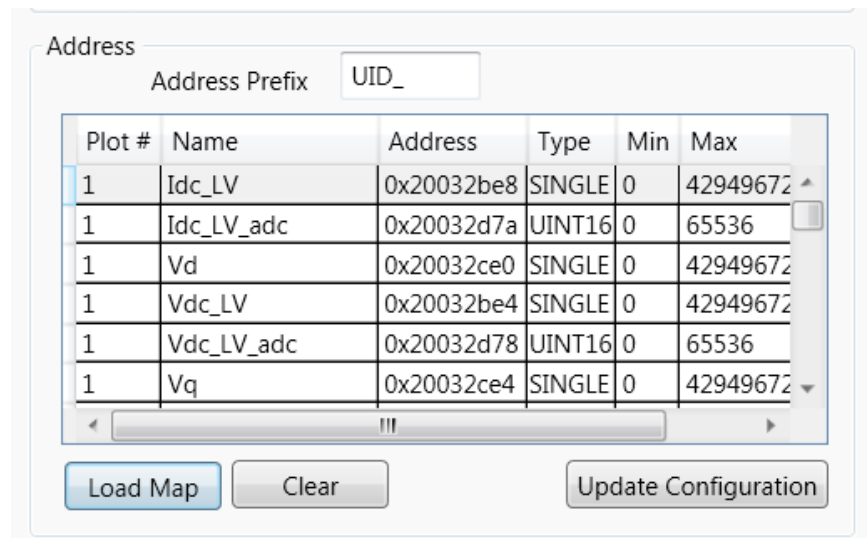 Address
Address Prefix UID_
Plot # Name Address Type Min Max
1 Idc_LV 0x20032be8 SINGLE 0 42949672
1 Idc_LV_adc 0x20032d7a UINT16 0 65536
1 Vd 0x20032ce0 SINGLE 0 42949672
1 Vdc_LV 0x20032be4 SINGLE 0 42949672
1 Vdc_LV_adc 0x20032d78 UINT16 0 65536
1 Vq 0x20032ce4 SINGLE 0 42949672
Load Map Clear Update Configuration